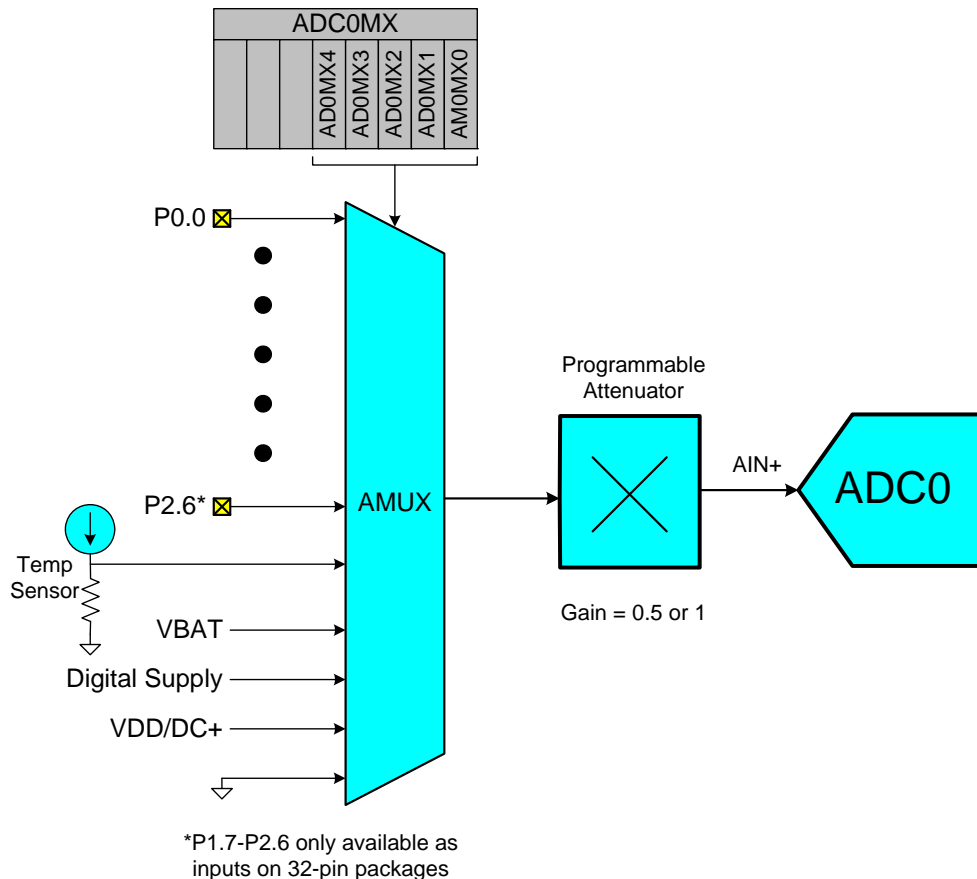 ADC0MX
AD0MX4
AD0MX3
AD0MX2
AD0MX1
AM0MX0
P0.0
P2.6*
AMUX
Temp
Sensor
VBAT
Digital Supply
VDD/DC+
Programmable
Attenuator
Gain = 0.5 or 1
AIN+
ADC0
*P1.7-P2.6 only available as
inputs on 32-pin packages